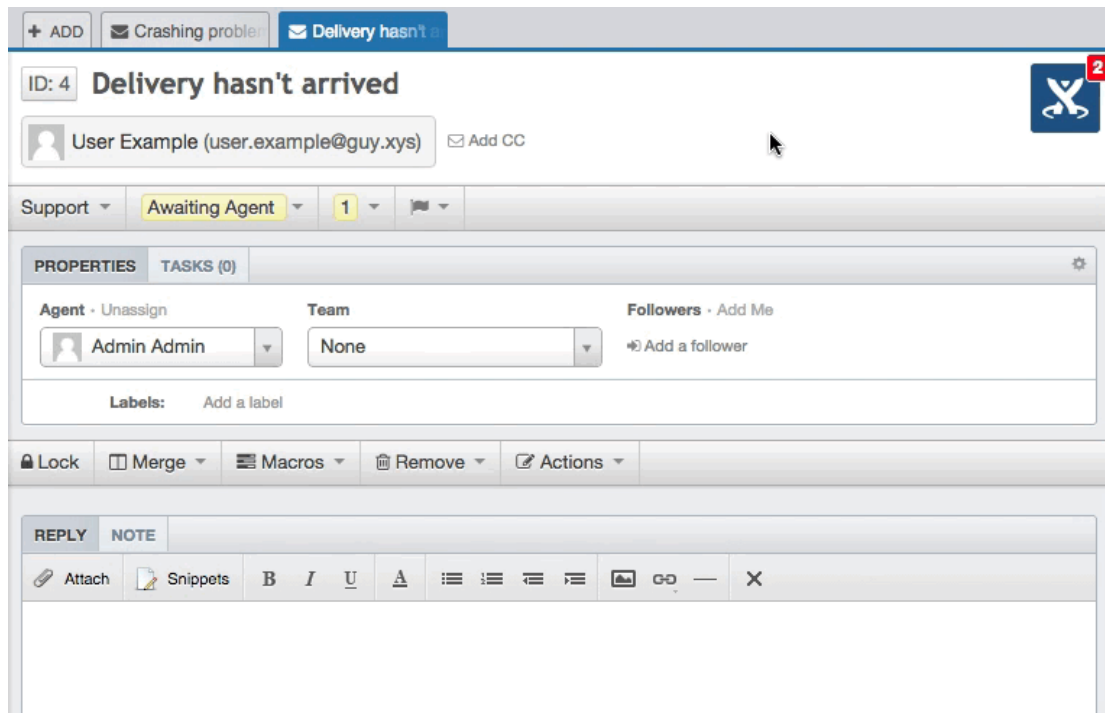 + ADD
Crashing probler
Delivery hasn't a
2
ID: 4 Delivery hasn't arrived
User Example (user.example@guy.xys) Add CC
Support Awaiting Agent 1
PROPERTIES TASKS (0)
Agent · Unassign Team Followers · Add Me
Admin Admin None Add a follower
Labels: Add a label
Lock Merge Macros Remove Actions
REPLY NOTE
Attach Snippets B I U A